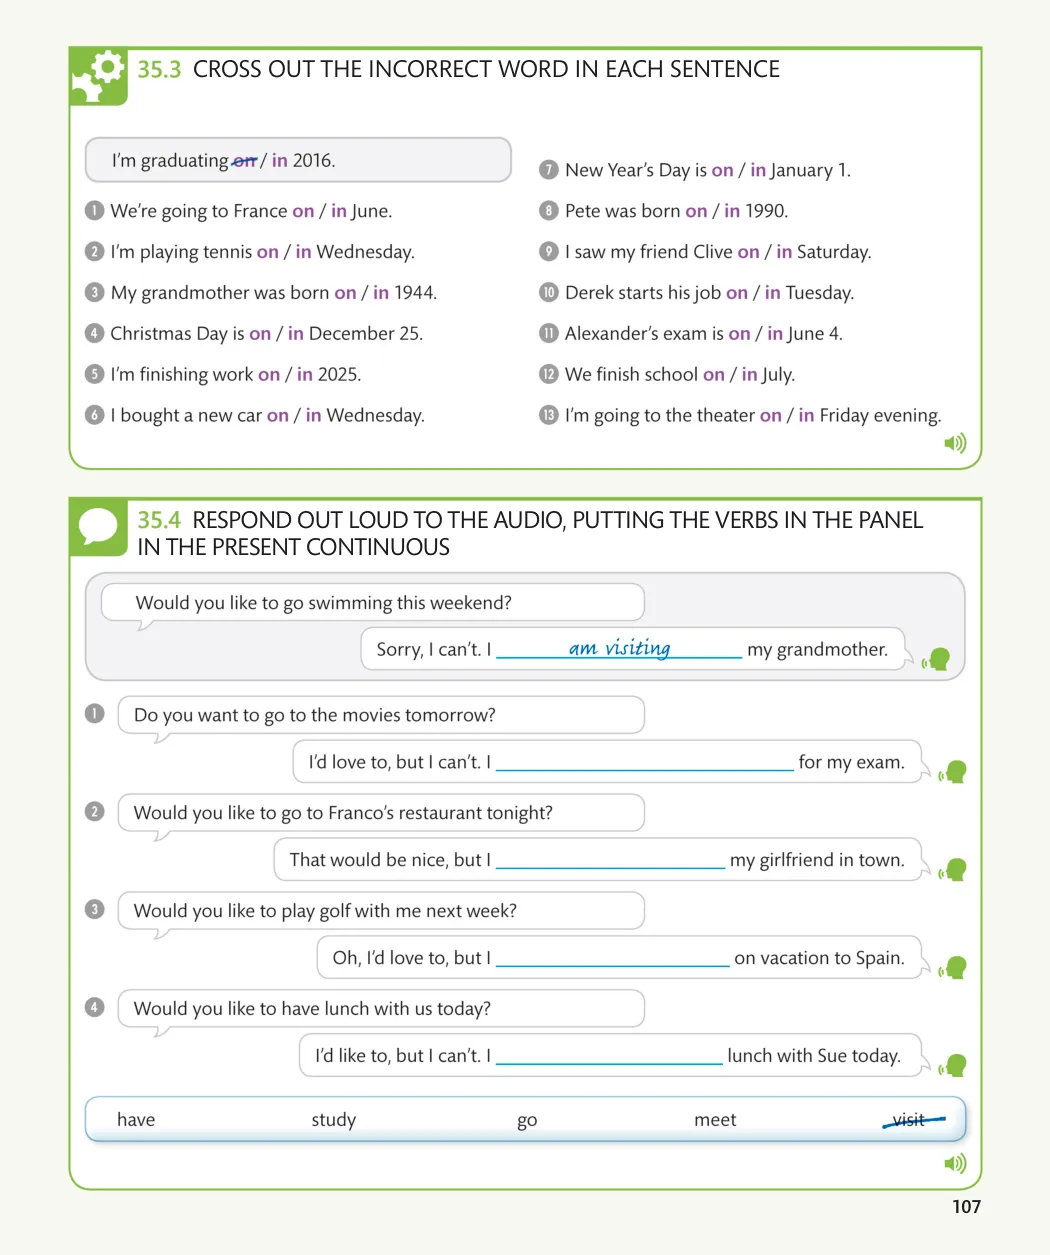 35.3 CROSS OUT THE INCORRECT WORD IN EACH SENTENCE
I'm graduating on / in 2016.
1 We're going to France on / in June.
2 I'm playing tennis on / in Wednesday.
3 My grandmother was born on / in 1944.
4 Christmas Day is on / in December 25.
5 I'm finishing work on / in 2025.
6 I bought a new car on / in Wednesday.
7 New Year's Day is on / in January 1.
8 Pete was born on / in 1990.
9 I saw my friend Clive on / in Saturday.
10 Derek starts his job on / in Tuesday.
11 Alexander's exam is on / in June 4.
12 We finish school on / in July.
13 I'm going to the theater on / in Friday evening.
35.4 RESPOND OUT LOUD TO THE AUDIO, PUTTING THE VERBS IN THE PANEL
IN THE PRESENT CONTINUOUS
Would you like to go swimming this weekend?
Sorry, I can't. I am visiting my grandmother.
1 Do you want to go to the movies tomorrow?
I'd love to, but I can't. I ______ for my exam.
2 Would you like to go to Franco's restaurant tonight?
That would be nice, but I ______ my girlfriend in town.
3 Would you like to play golf with me next week?
Oh, I'd love to, but I ______ on vacation to Spain.
4 Would you like to have lunch with us today?
I'd like to, but I can't. I ______ lunch with Sue today.
have study go meet visit
107